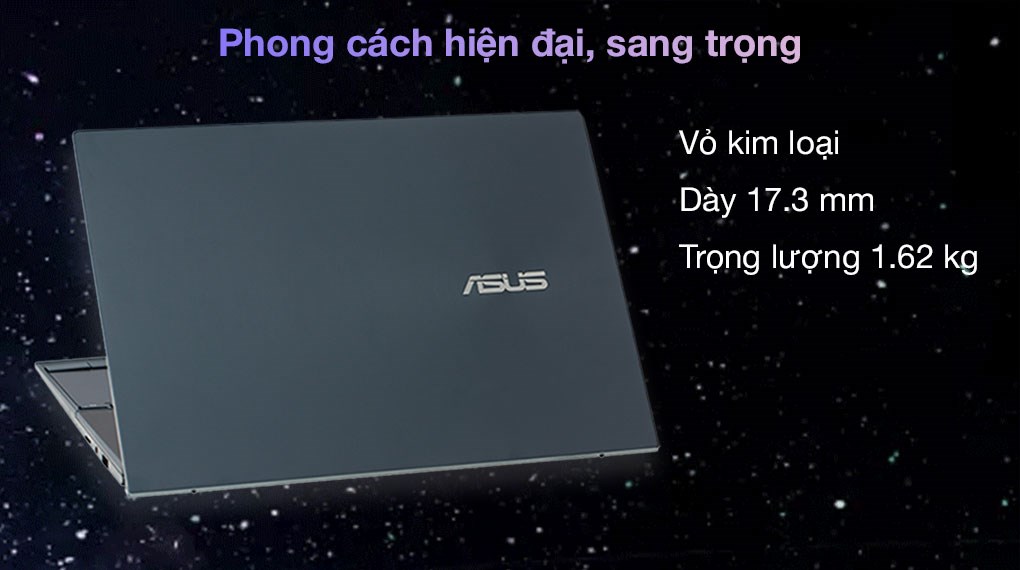 Phong cách hiện đại, sang trọng
Vỏ kim loại
Dày 17.3 mm
Trọng lượng 1.62 kg
ASUS